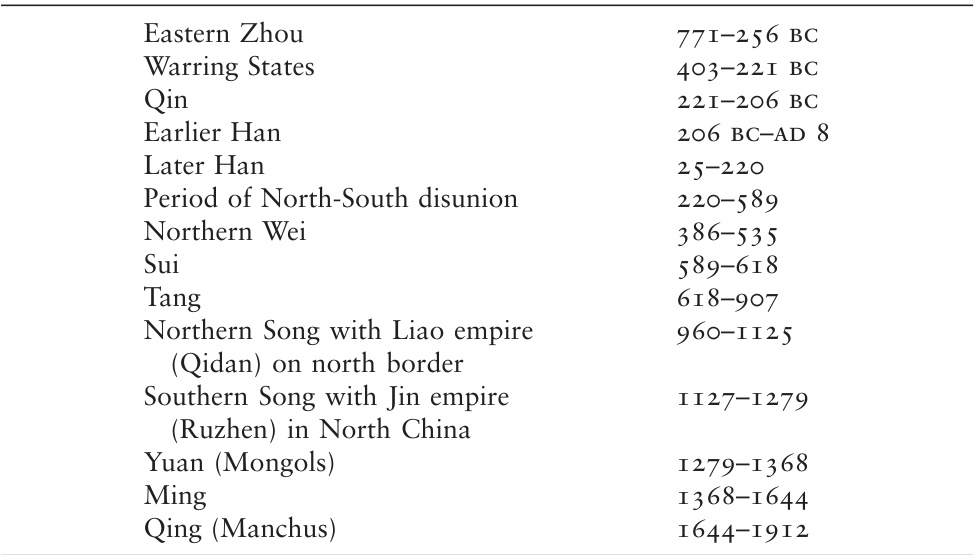 Eastern Zhou 771–256 BC
Warring States 403–221 BC
Qin 221–206 BC
Earlier Han 206 BC–AD 8
Later Han 25–220
Period of North-South disunion 220–589
Northern Wei 386–535
Sui 589–618
Tang 618–907
Northern Song with Liao empire 960–1125
(Qidan) on north border
Southern Song with Jin empire 1127–1279
(Ruzhen) in North China
Yuan (Mongols) 1279–1368
Ming 1368–1644
Qing (Manchus) 1644–1912